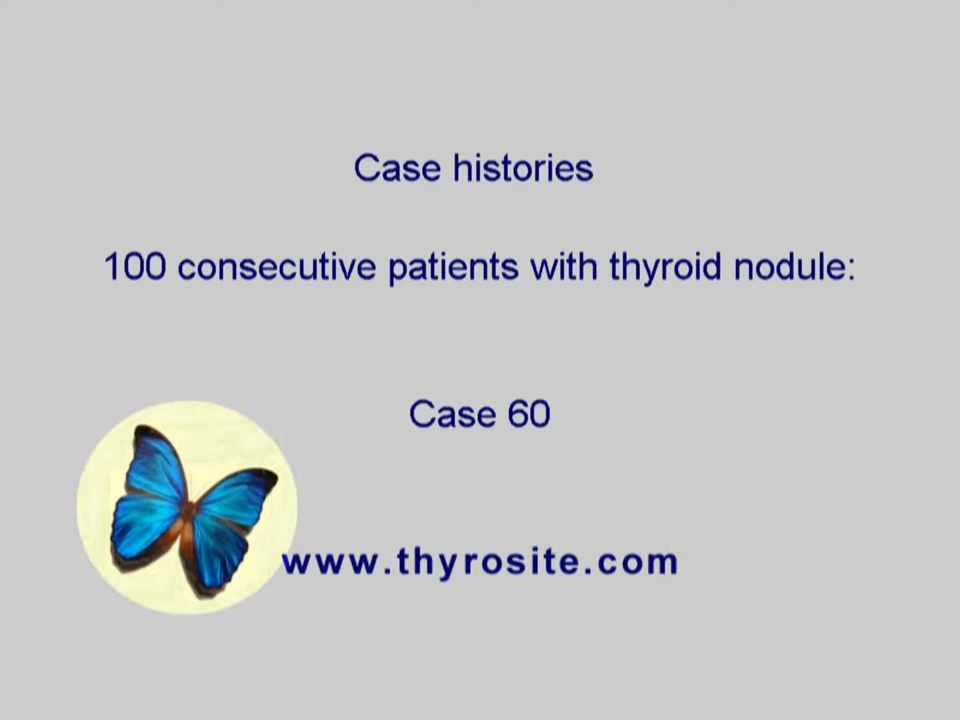 Case histories
100 consecutive patients with thyroid nodule:
Case 60
www.thyrosite.com